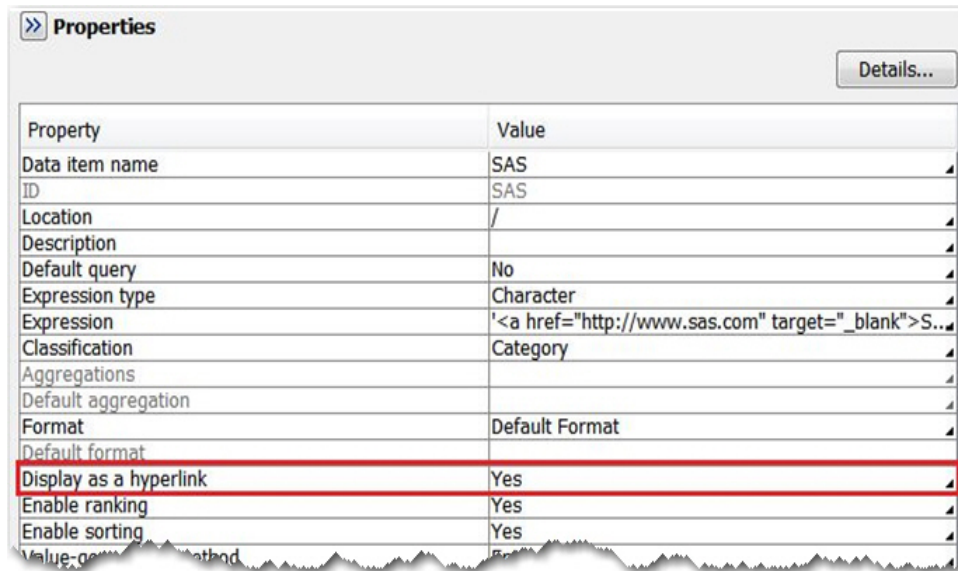 Properties
Details...
Property Value
Data item name SAS
ID SAS
Location /
Description
Default query No
Expression type Character
Expression '<a href="http://www.sas.com" target="_blank">S...
Classification Category
Aggregations
Default aggregation
Format Default Format
Default format
Display as a hyperlink Yes
Enable ranking Yes
Enable sorting Yes